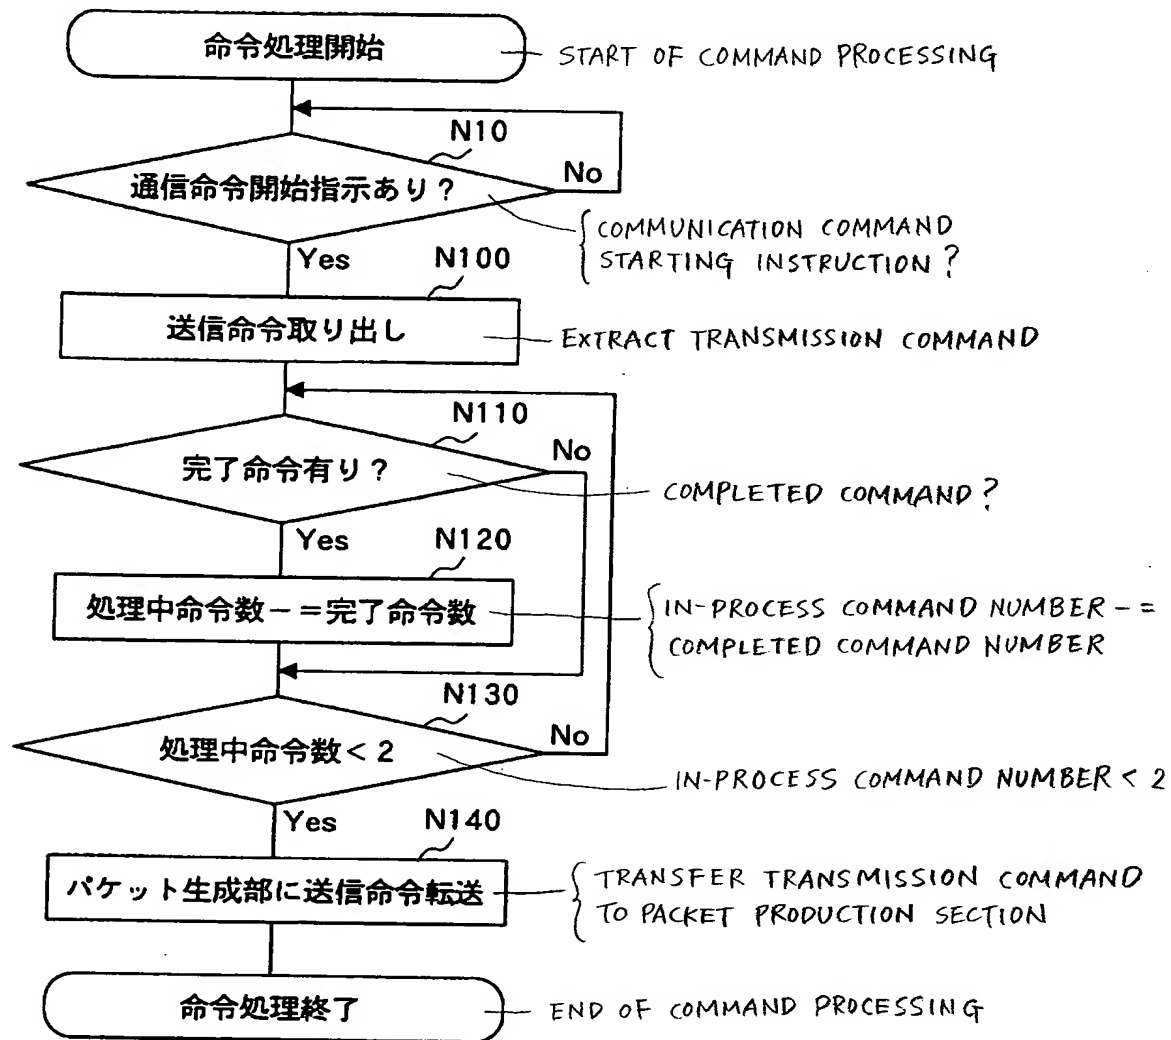 命令処理開始
START OF COMMAND PROCESSING
N10
通信命令開始指示あり？
No
COMMUNICATION COMMAND
STARTING INSTRUCTION?
Yes
N100
送信命令取り出し
EXTRACT TRANSMISSION COMMAND
N110
完了命令有り？
No
COMPLETED COMMAND?
Yes
N120
処理中命令数－＝完了命令数
IN-PROCESS COMMAND NUMBER - =
COMPLETED COMMAND NUMBER
N130
処理中命令数＜２
No
IN-PROCESS COMMAND NUMBER < 2
Yes
N140
パケット生成部に送信命令転送
TRANSFER TRANSMISSION COMMAND
TO PACKET PRODUCTION SECTION
命令処理終了
END OF COMMAND PROCESSING